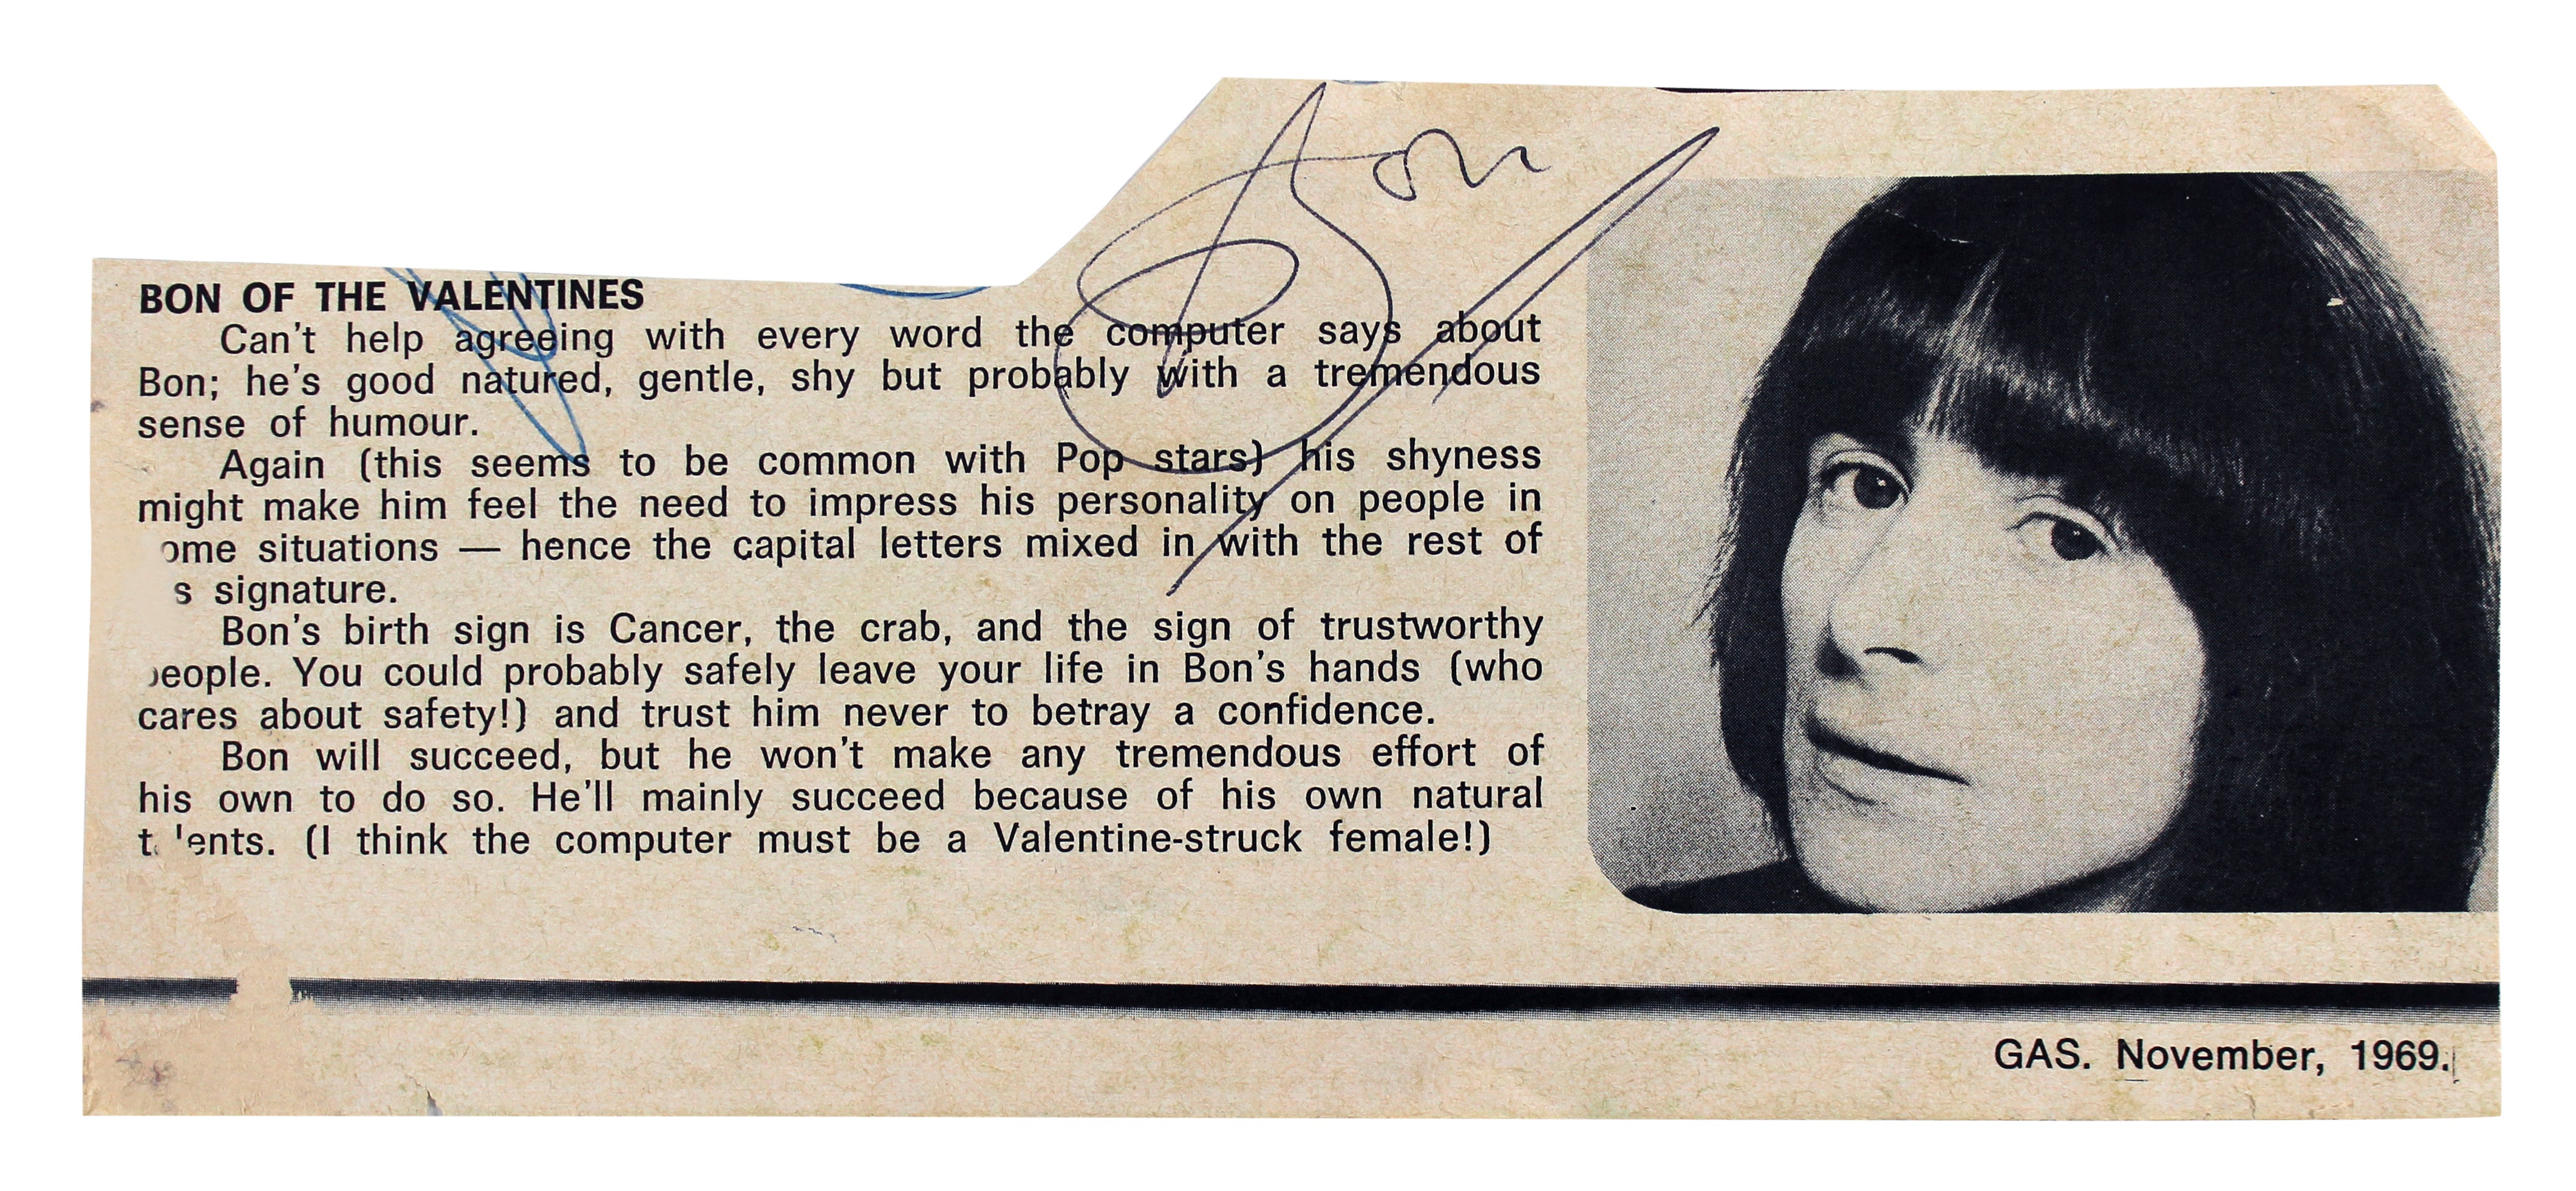 Bon
BON OF THE VALENTINES
Can't help agreeing with every word the computer says about
Bon; he's good natured, gentle, shy but probably with a tremendous
sense of humour.
Again (this seems to be common with Pop stars) his shyness
might make him feel the need to impress his personality on people in
ome situations — hence the capital letters mixed in with the rest of
s signature.
Bon's birth sign is Cancer, the crab, and the sign of trustworthy
eople. You could probably safely leave your life in Bon's hands (who
cares about safety!) and trust him never to betray a confidence.
Bon will succeed, but he won't make any tremendous effort of
his own to do so. He'll mainly succeed because of his own natural
t lents. (I think the computer must be a Valentine-struck female!)
GAS. November, 1969.